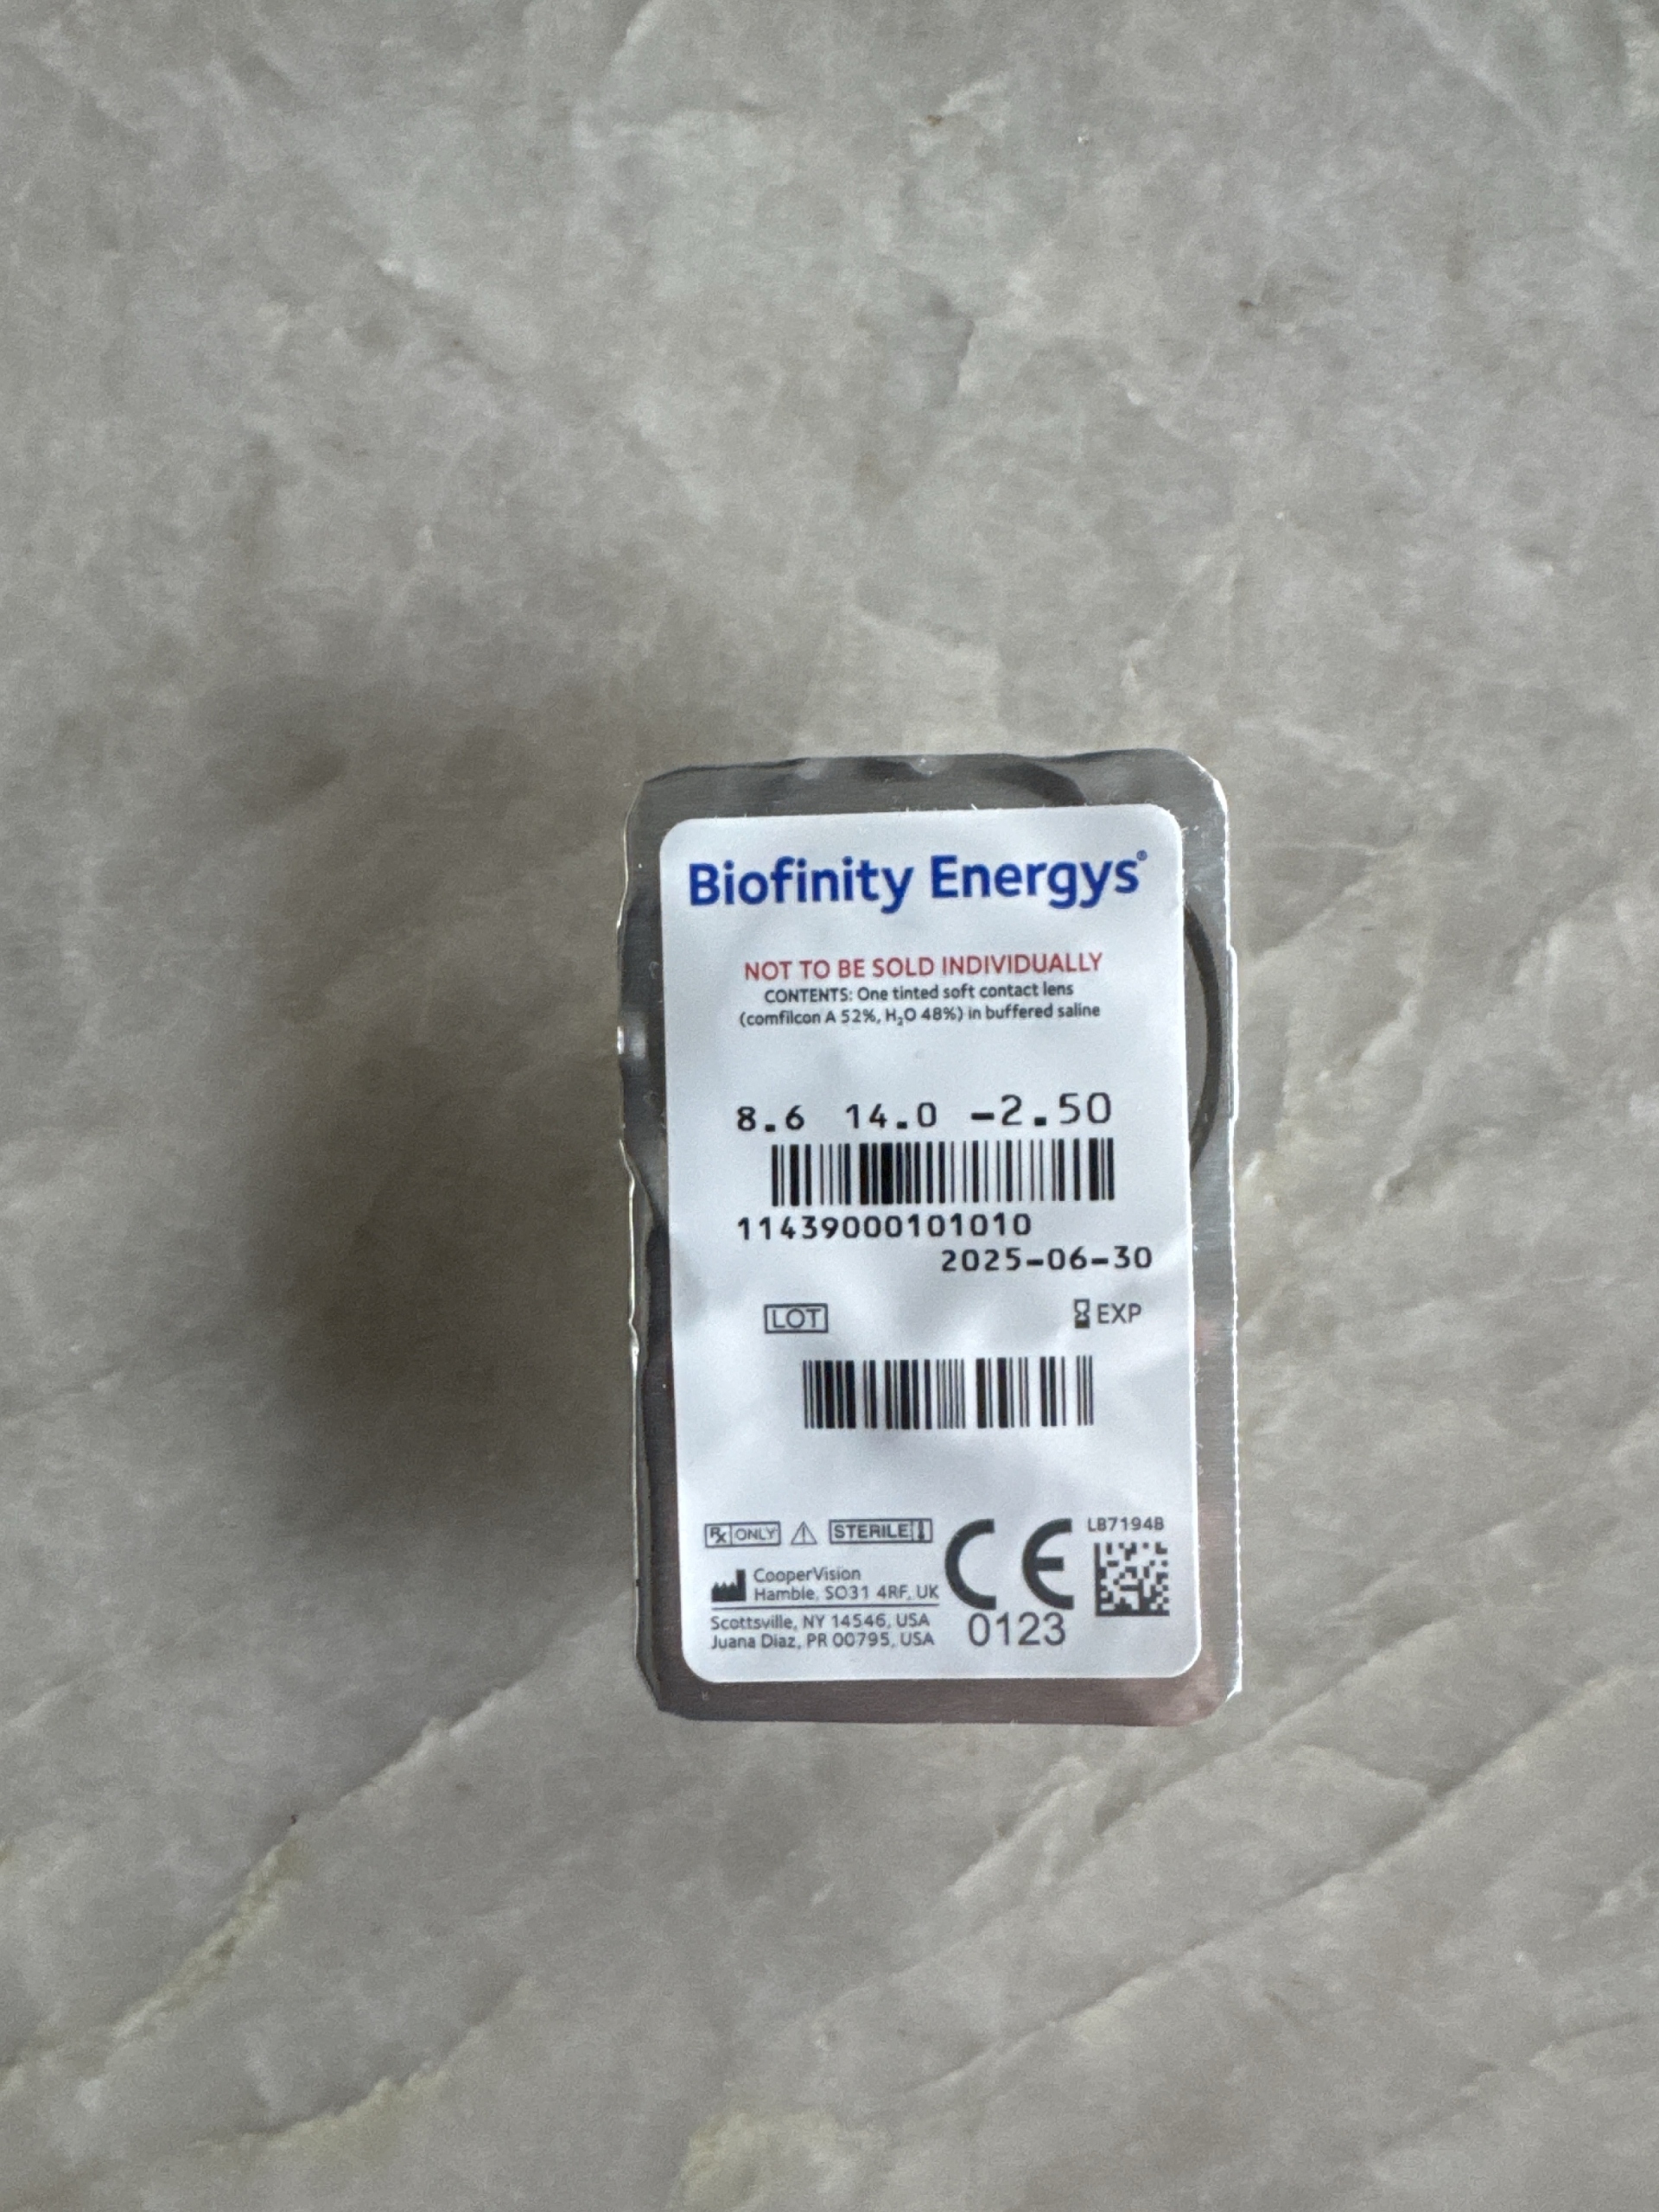 Biofinity Energys®
NOT TO BE SOLD INDIVIDUALLY
CONTENTS: One tinted soft contact lens
(comfilcon A 52%, H₂O 48%) in buffered saline
8.6 14.0 -2.50
11439000101010
2025-06-30
LOT EXP
Rx ONLY STERILE
CE
LB7194B
CooperVision
Hamble, SO31 4RF, UK
Scottsville, NY 14546, USA
Juana Diaz, PR 00795, USA
0123